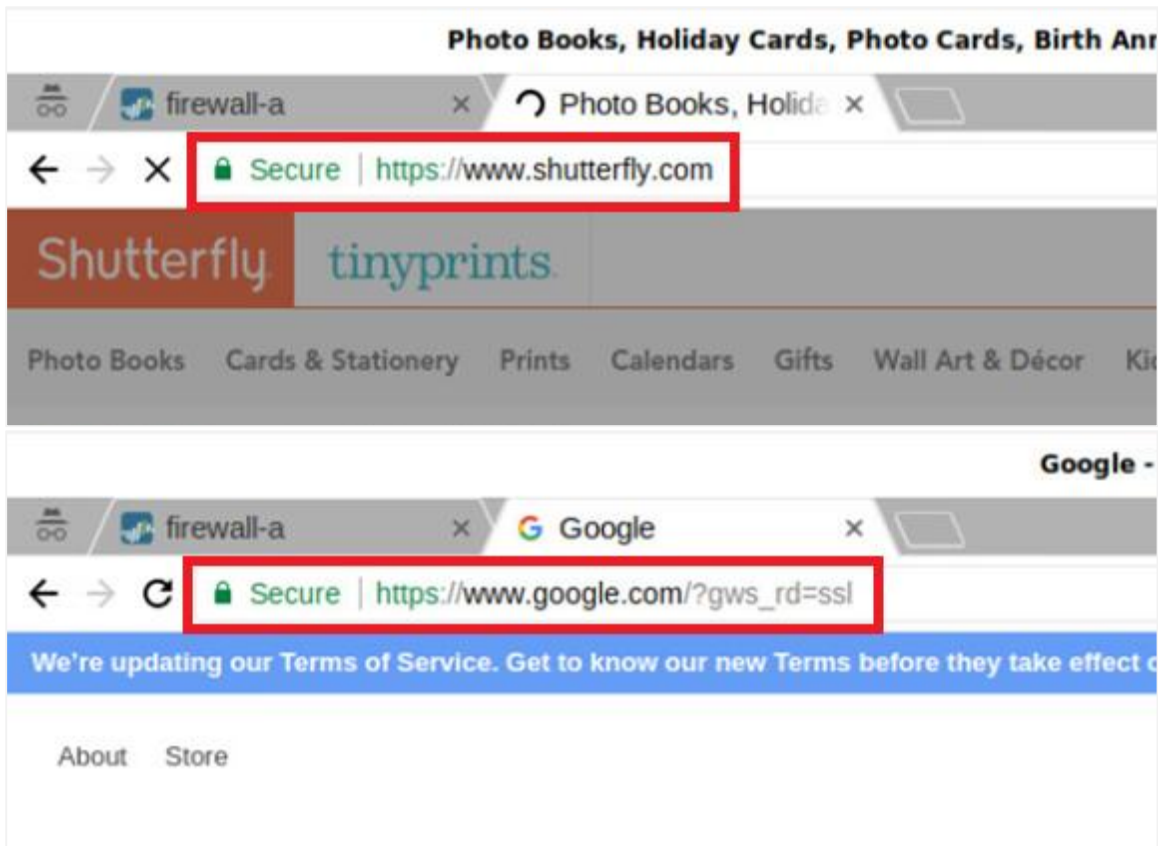 Photo Books, Holiday Cards, Photo Cards, Birth Ann
firewall-a × Photo Books, Holida ×
Secure | https://www.shutterfly.com
Shutterfly tinyprints
Photo Books Cards & Stationery Prints Calendars Gifts Wall Art & Décor Kid
Google -
firewall-a × Google ×
Secure | https://www.google.com/?gws_rd=ssl
We're updating our Terms of Service. Get to know our new Terms before they take effect o
About Store